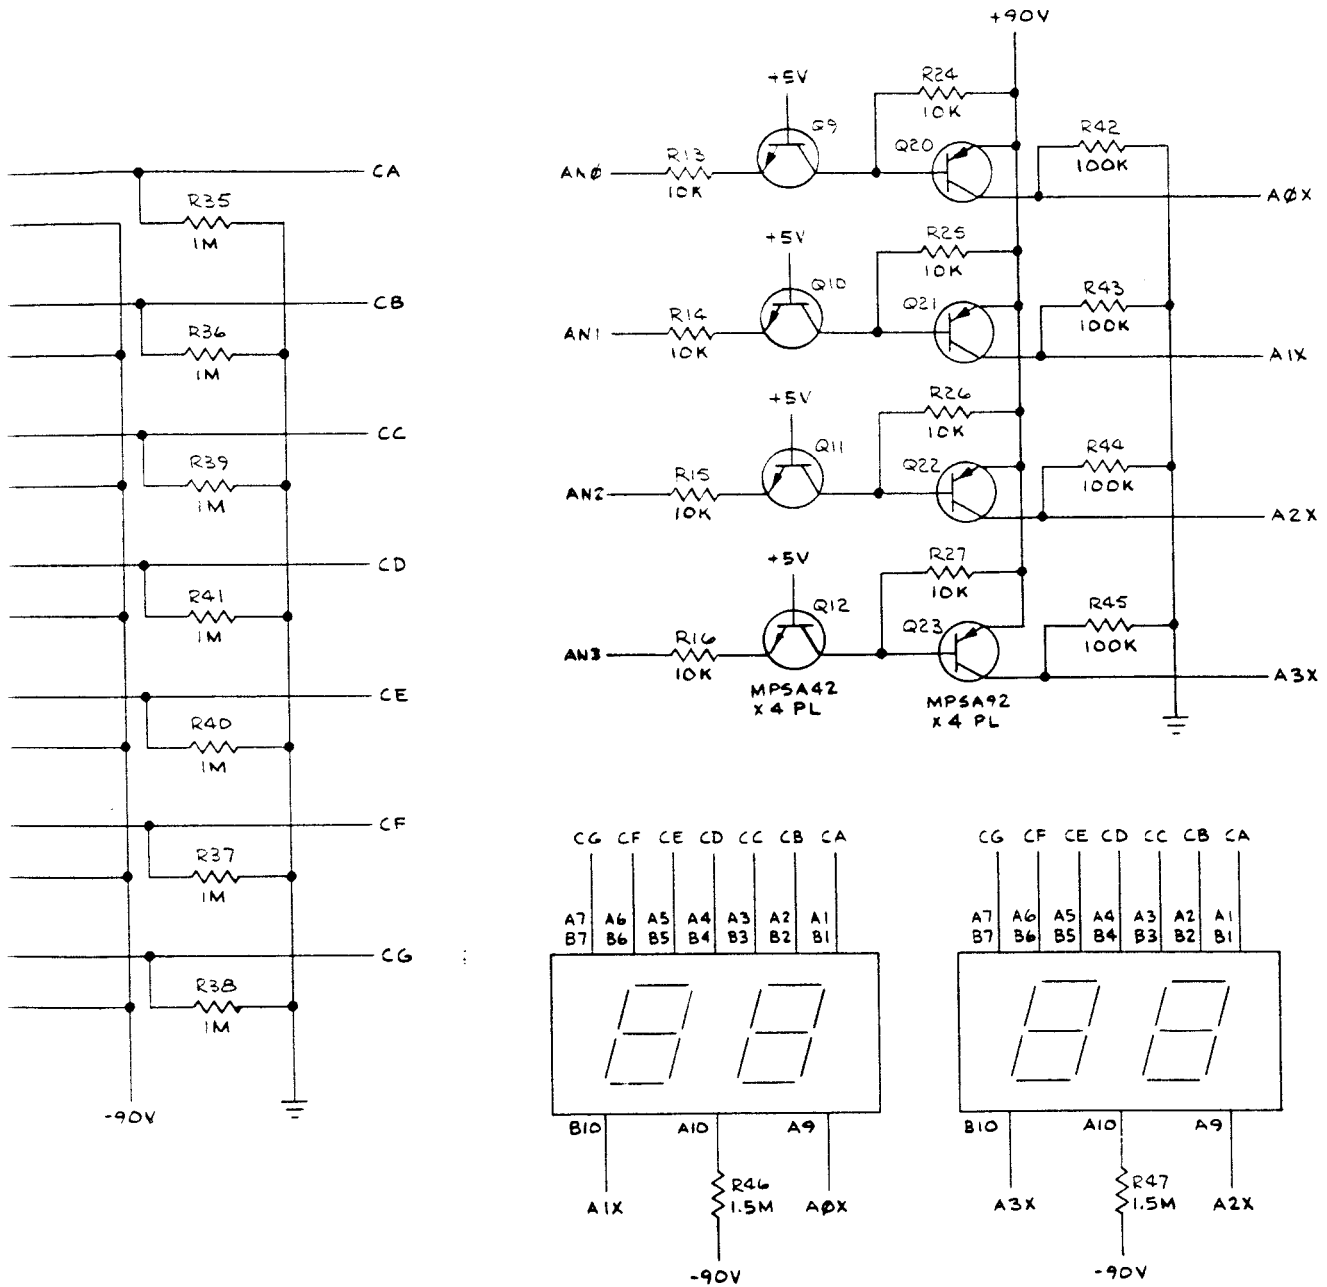 CA
R35
1M
CB
R36
1M
CC
R39
1M
CD
R41
1M
CE
R40
1M
CF
R37
1M
CG
R38
1M
-90V
+90V
+5V
R24
10K
Q9
Q20
R42
100K
ANØ
R13
10K
AØX
+5V
R25
10K
Q10
Q21
R43
100K
AN1
R14
10K
A1X
+5V
R26
10K
Q11
Q22
R44
100K
AN2
R15
10K
A2X
+5V
R27
10K
Q12
Q23
R45
100K
AN3
R16
10K
A3X
MPSA42
X 4 PL
MPSA92
X 4 PL
CG CF CE CD CC CB CA
A7 A6 A5 A4 A3 A2 A1
B7 B6 B5 B4 B3 B2 B1
B10 A10 A9
A1X
R46
1.5M
AØX
-90V
CG CF CE CD CC CB CA
A7 A6 A5 A4 A3 A2 A1
B7 B6 B5 B4 B3 B2 B1
B10 A10 A9
A3X
R47
1.5M
A2X
-90V